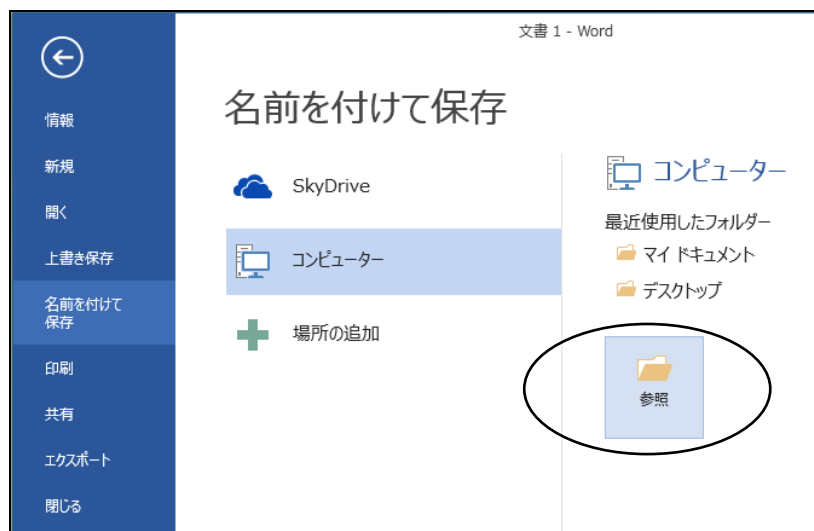 文書 1 - Word
情報
新規
開く
上書き保存
名前を付けて
保存
印刷
共有
エクスポート
閉じる
名前を付けて保存
SkyDrive
コンピューター
場所の追加
コンピューター
最近使用したフォルダー
マイ ドキュメント
デスクトップ
参照